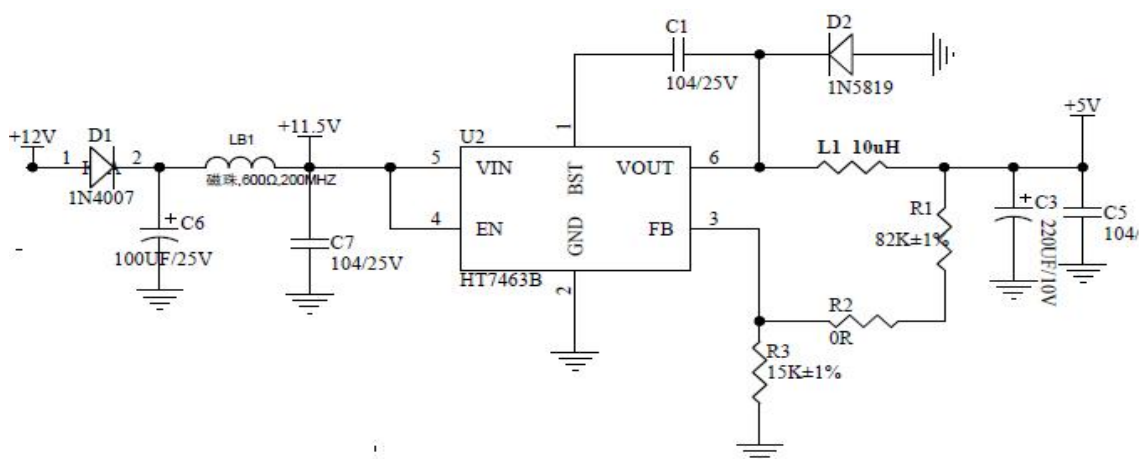 C1
104/25V
D2
1N5819
+12V
D1
1
2
1N4007
LB1
磁珠,600Ω,200MHZ
+11.5V
+
C6
100UF/25V
C7
104/25V
U2
5
VIN
4
EN
1
BST
GND
2
VOUT
6
FB
3
HT7463B
L1 10uH
+5V
R1
82K±1%
R2
0R
R3
15K±1%
+
C3
220UF/10V
C5
104/